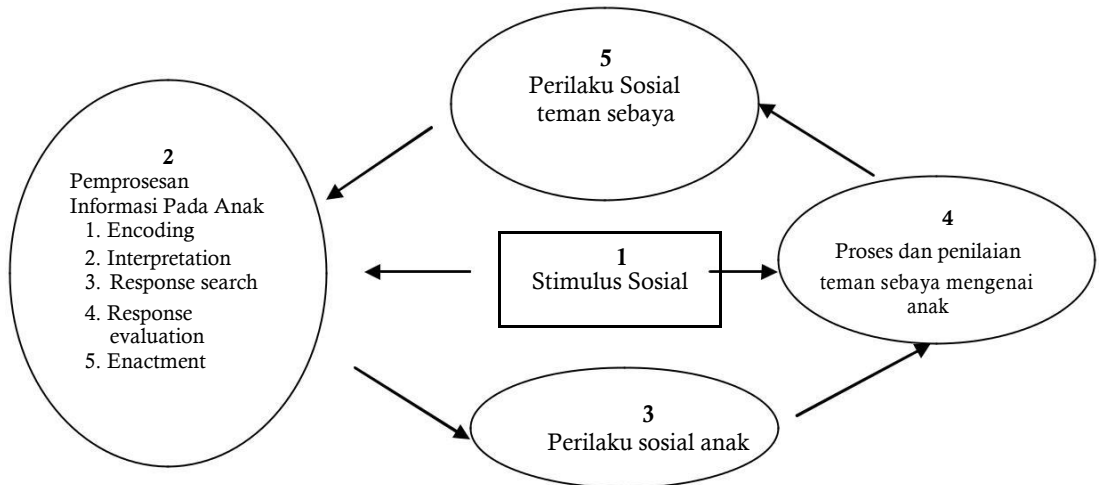 5
Perilaku Sosial
teman sebaya
2
Pemprosesan
Informasi Pada Anak
1. Encoding
2. Interpretation
3. Response search
4. Response
evaluation
5. Enactment
1
Stimulus Sosial
4
Proses dan penilaian
teman sebaya mengenai
anak
3
Perilaku sosial anak